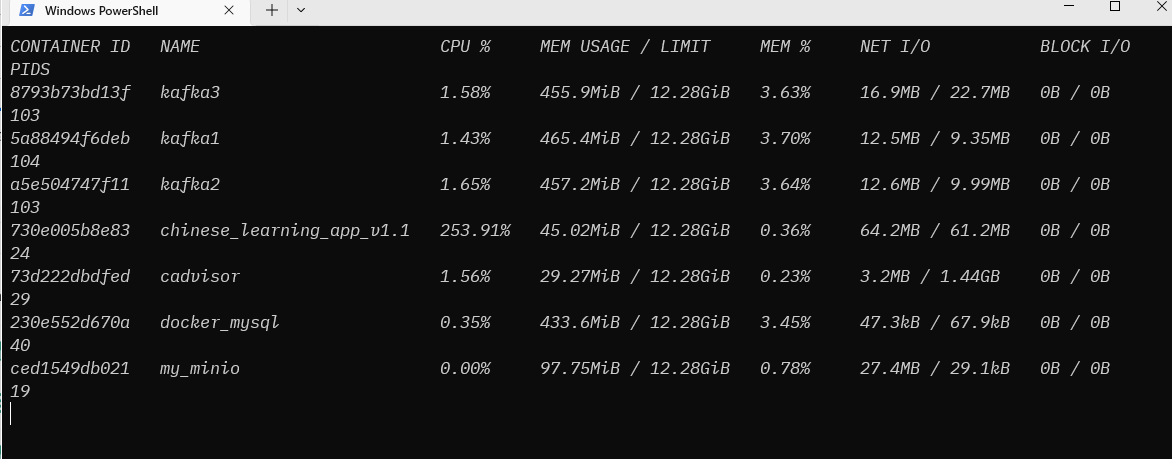 Windows PowerShell
CONTAINER ID NAME CPU % MEM USAGE / LIMIT MEM % NET I/O BLOCK I/O
PIDS
8793b73bd13f kafka3 1.58% 455.9MiB / 12.28GiB 3.63% 16.9MB / 22.7MB 0B / 0B
103
5a88494f6deb kafka1 1.43% 465.4MiB / 12.28GiB 3.70% 12.5MB / 9.35MB 0B / 0B
104
a5e504747f11 kafka2 1.65% 457.2MiB / 12.28GiB 3.64% 12.6MB / 9.99MB 0B / 0B
103
730e005b8e83 chinese_learning_app_v1.1 253.91% 45.02MiB / 12.28GiB 0.36% 64.2MB / 61.2MB 0B / 0B
24
73d222dbdfed cadvisor 1.56% 29.27MiB / 12.28GiB 0.23% 3.2MB / 1.44GB 0B / 0B
29
230e552d670a docker_mysql 0.35% 433.6MiB / 12.28GiB 3.45% 47.3kB / 67.9kB 0B / 0B
40
ced1549db021 my_minio 0.00% 97.75MiB / 12.28GiB 0.78% 27.4MB / 29.1kB 0B / 0B
19